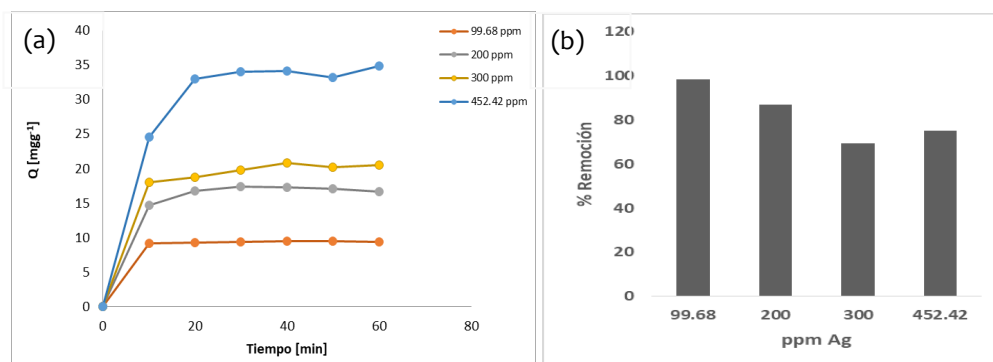 (a)
40
35
30
25
20
15
10
5
0
Q [mgg⁻¹]
0 20 40 60 80
Tiempo [min]
99.68 ppm
200 ppm
300 ppm
452.42 ppm
(b)
120
100
80
60
40
20
0
% Remoción
99.68 200 300 452.42
ppm Ag